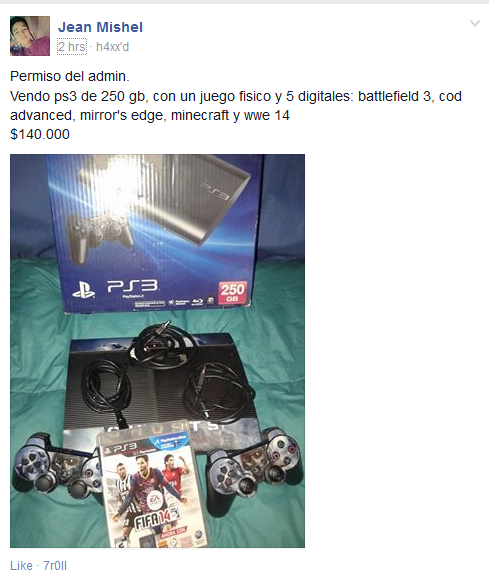 Jean Mishel
2 hrs · h4xx'd
Permiso del admin.
Vendo ps3 de 250 gb, con un juego fisico y 5 digitales: battlefield 3, cod
advanced, mirror's edge, minecraft y wwe 14
$140.000
PS3
PS3
PlayStation.3
250
GB
PS3
EA
FIFA 14
Like · 7r0ll